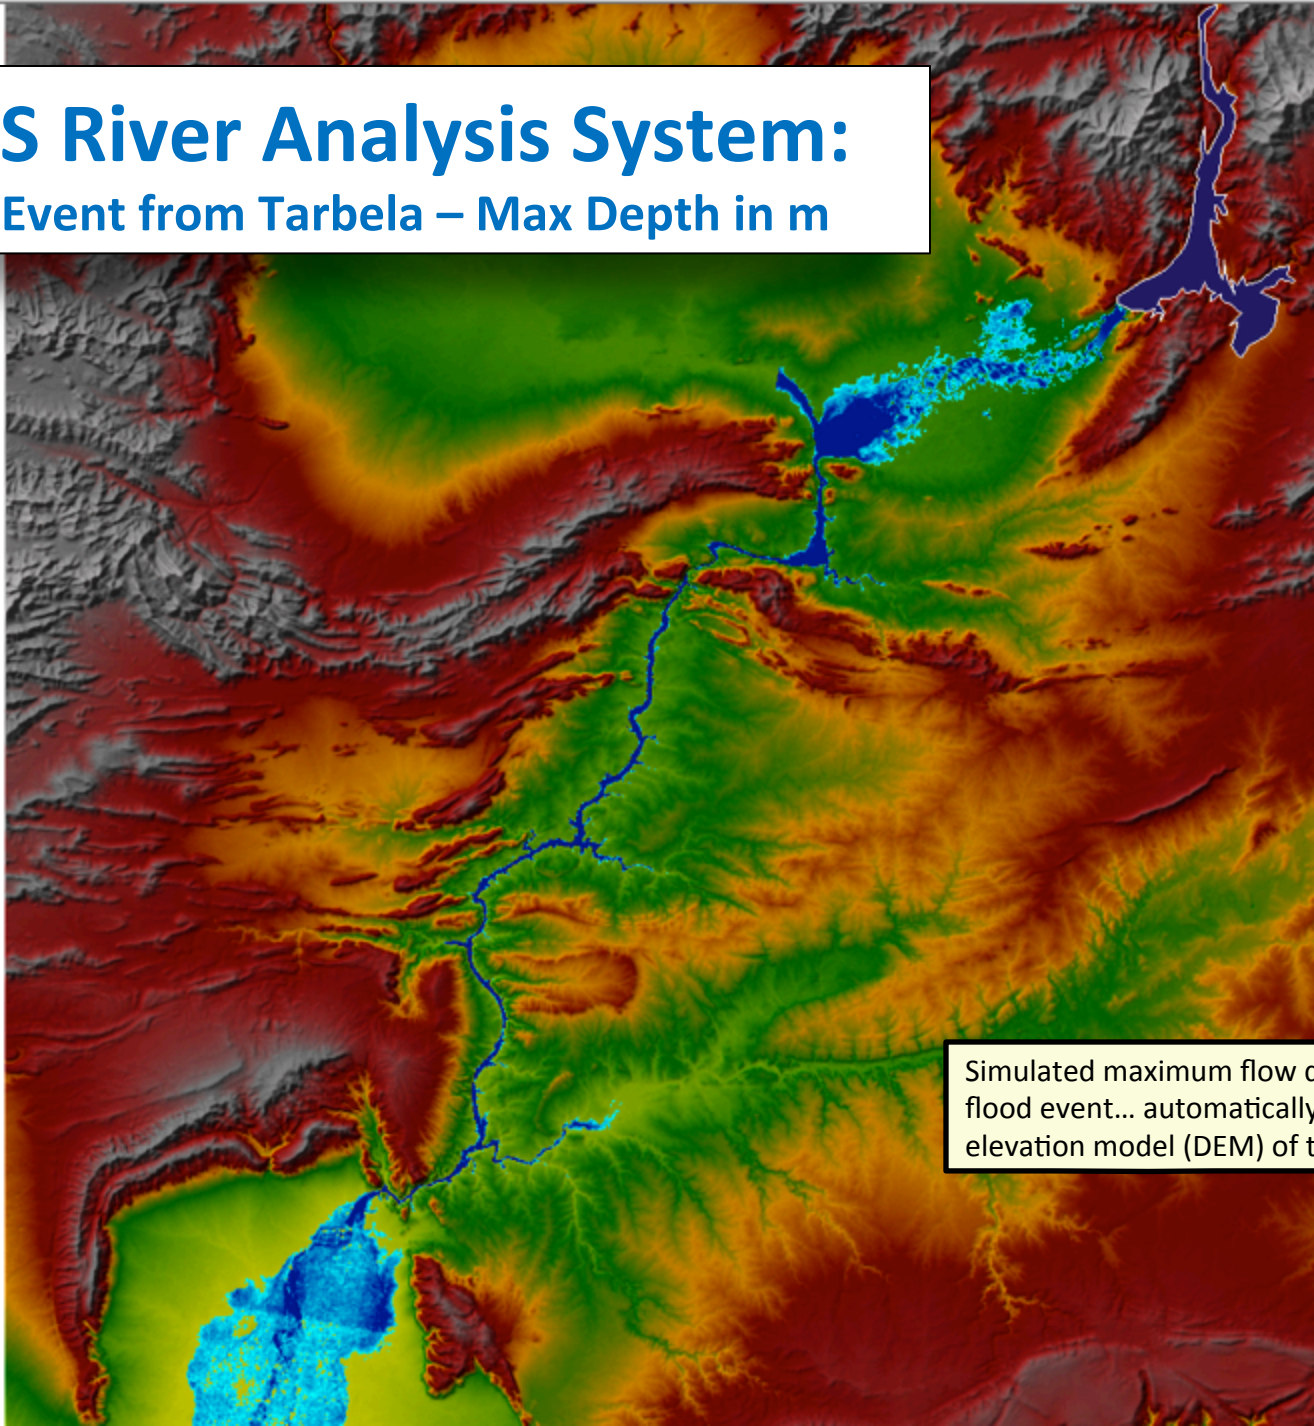 S River Analysis System:
Event from Tarbela – Max Depth in m
Simulated maximum flow
flood event... automatically
elevation model (DEM) of